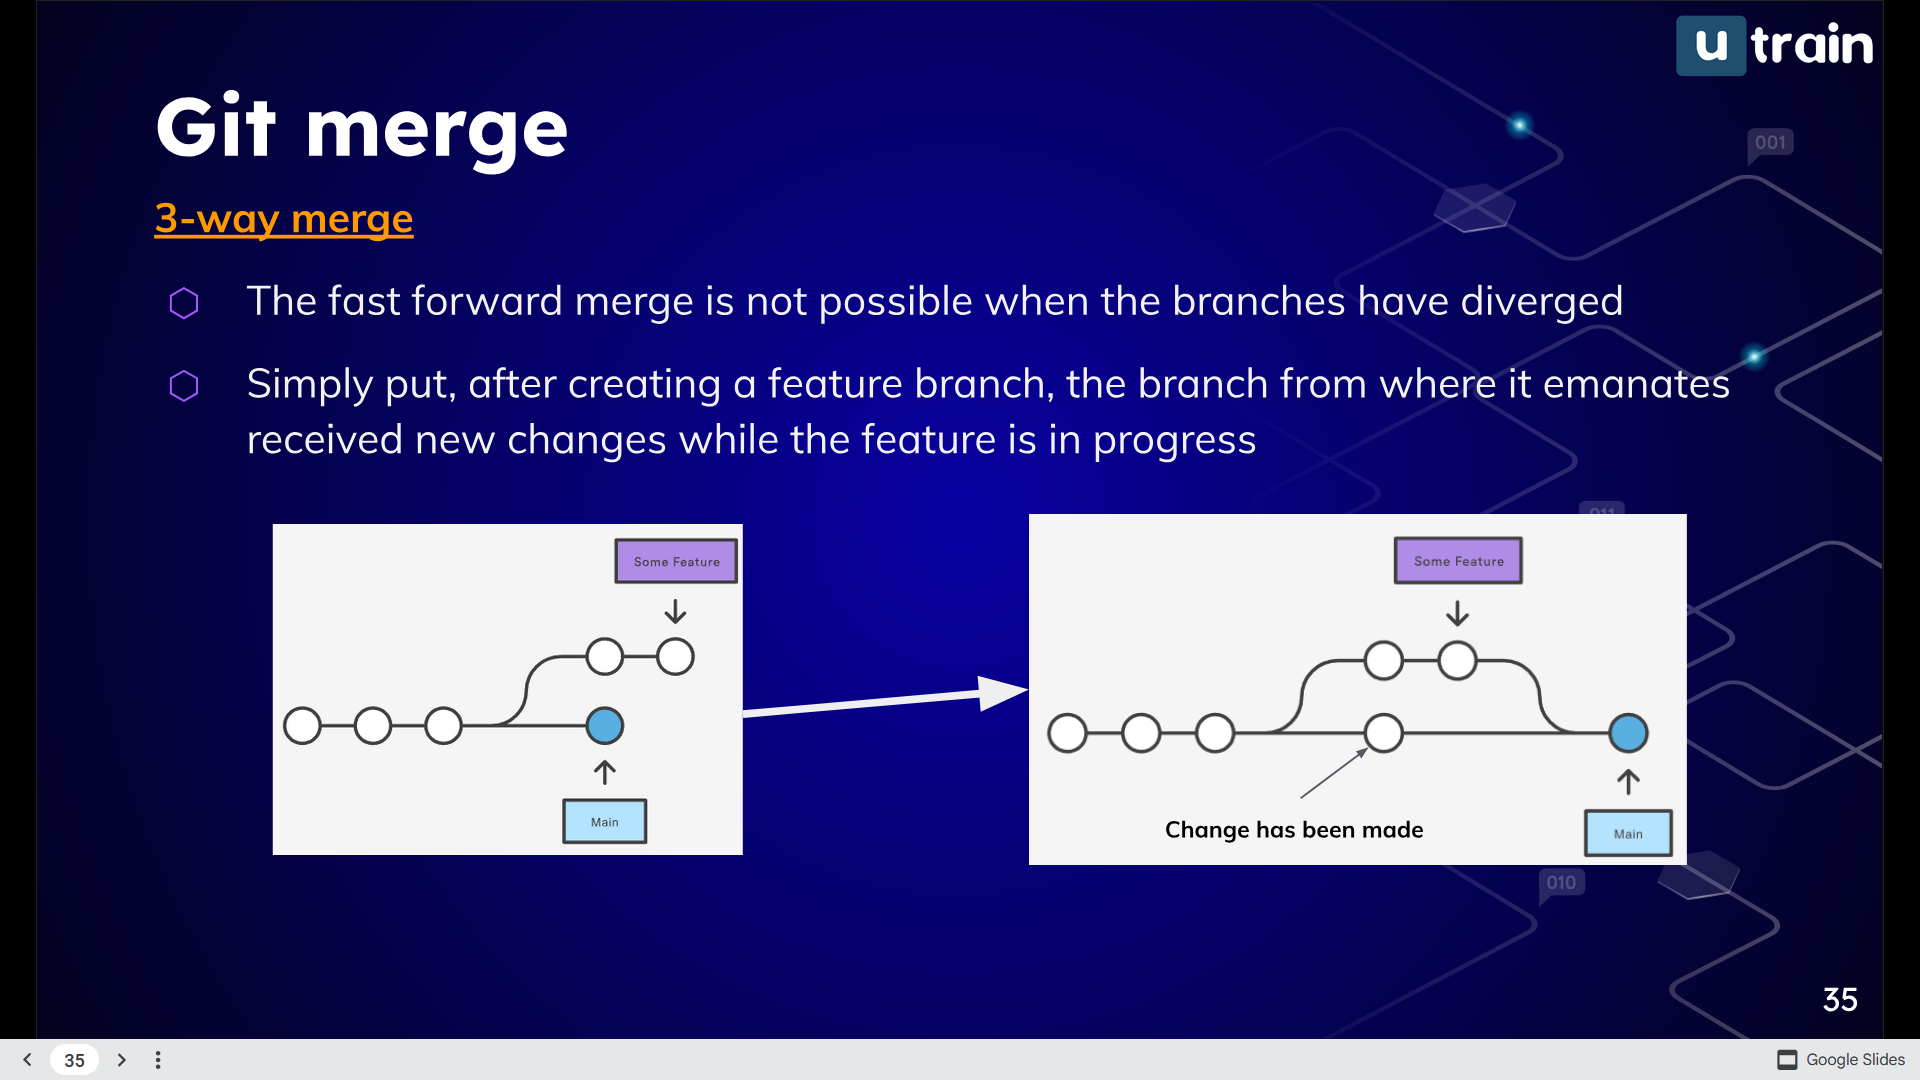 u train
001
Git merge
3-way merge
The fast forward merge is not possible when the branches have diverged
Simply put, after creating a feature branch, the branch from where it emanates
received new changes while the feature is in progress
011
Some Feature
Main
Some Feature
Change has been made
Main
010
35
35
Google Slides